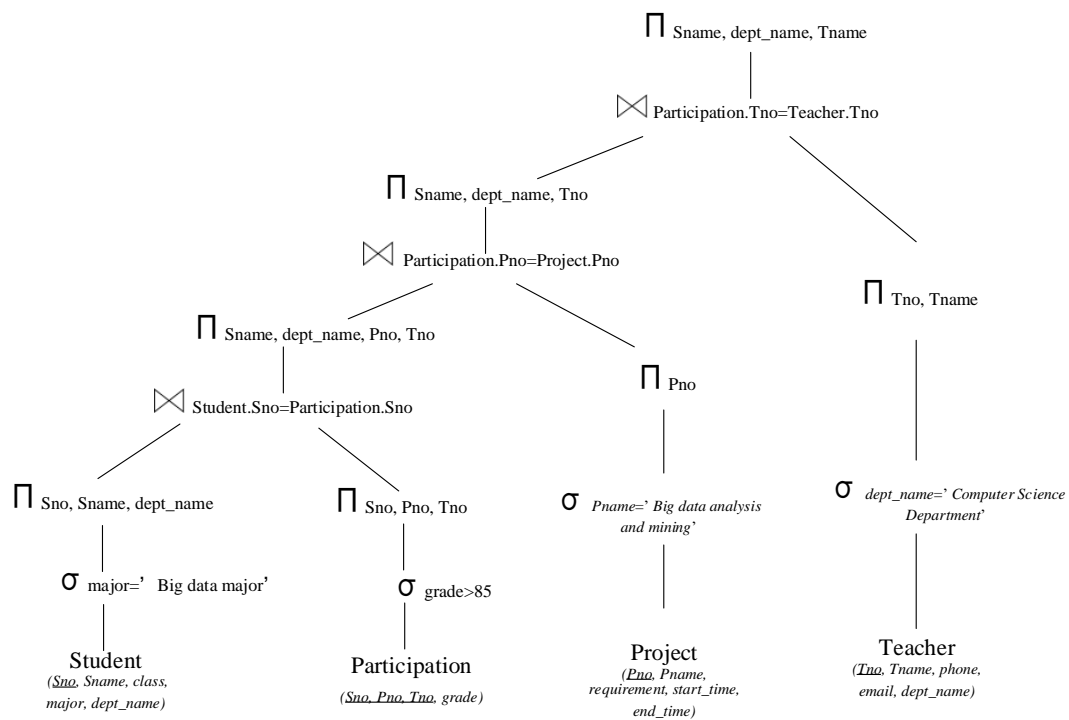 Π Sname, dept_name, Tname
⋈ Participation.Tno=Teacher.Tno
Π Sname, dept_name, Tno
⋈ Participation.Pno=Project.Pno
Π Tno, Tname
Π Sname, dept_name, Pno, Tno
Π Pno
⋈ Student.Sno=Participation.Sno
Π Sno, Sname, dept_name
Π Sno, Pno, Tno
σ Pname=’ Big data analysis
and mining’
σ dept_name=’ Computer Science
Department’
σ major=’ Big data major’
σ grade>85
Student
(Sno, Sname, class,
major, dept_name)
Participation
(Sno, Pno, Tno, grade)
Project
(Pno, Pname,
requirement, start_time,
end_time)
Teacher
(Tno, Tname, phone,
email, dept_name)